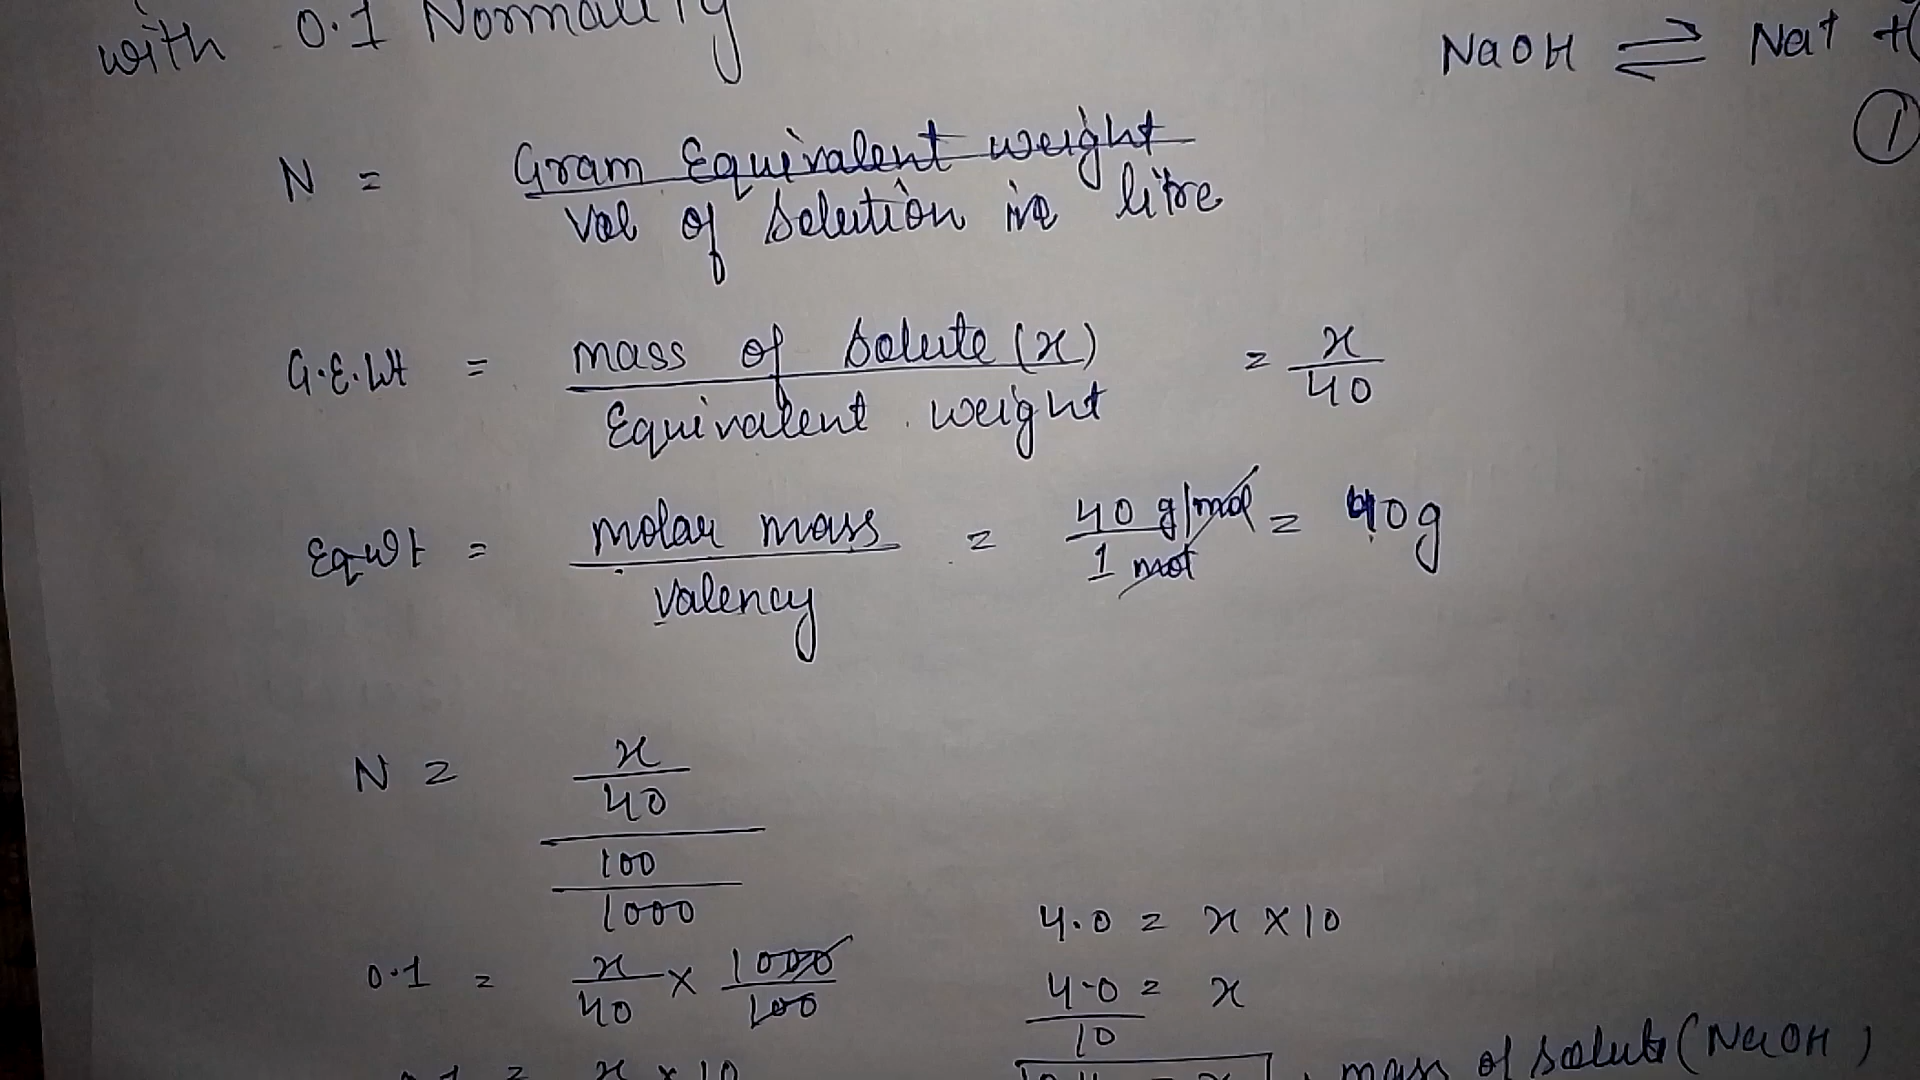 with 0.1 Normality
NaOH ⇌ Na+ +
1
N = Gram Equivalent weight
Vol of Solution in litre
G.E.Wt = mass of Solute (x) = x
Equivalent weight 40
Eq wt = molar mass = 40 g/mol = 40g
valency 1 mol
N = x
40
100
1000
4.0 = x x 10
0.1 = x x 1000
40 100
4.0 = x
10
x x 10
mass of Solute (NaOH)